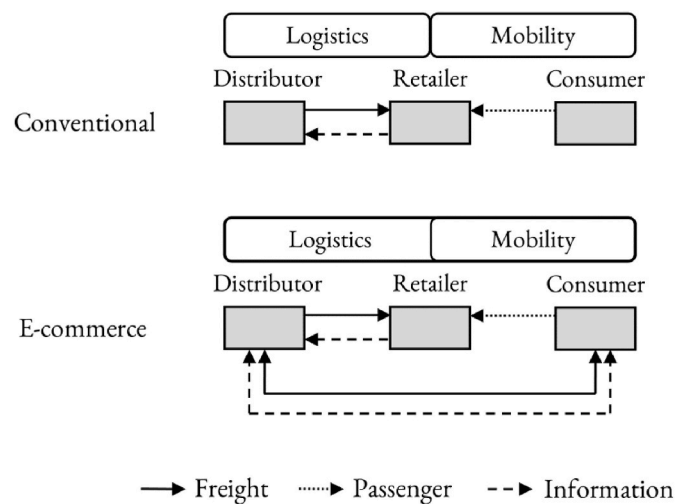 Logistics Mobility
Distributor Retailer Consumer
Conventional
Logistics Mobility
Distributor Retailer Consumer
E-commerce
Freight Passenger Information